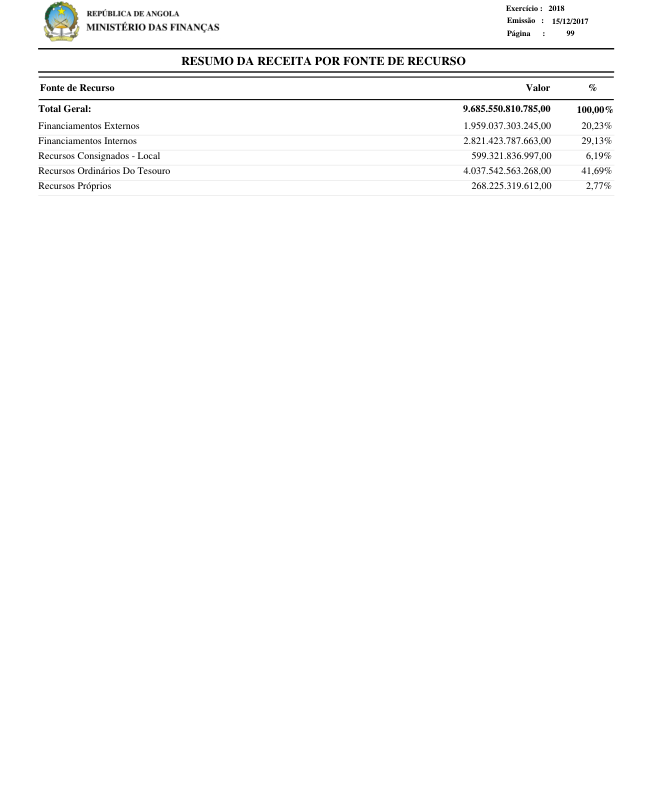 REPÚBLICA DE ANGOLA
MINISTÉRIO DAS FINANÇAS
Exercício : 2018
Emissão : 15/12/2017
Página : 99
RESUMO DA RECEITA POR FONTE DE RECURSO
Fonte de Recurso Valor %
Total Geral: 9.685.550.810.785,00 100,00%
Financiamentos Externos 1.959.037.303.245,00 20,23%
Financiamentos Internos 2.821.423.787.663,00 29,13%
Recursos Consignados - Local 599.321.836.997,00 6,19%
Recursos Ordinários Do Tesouro 4.037.542.563.268,00 41,69%
Recursos Próprios 268.225.319.612,00 2,77%